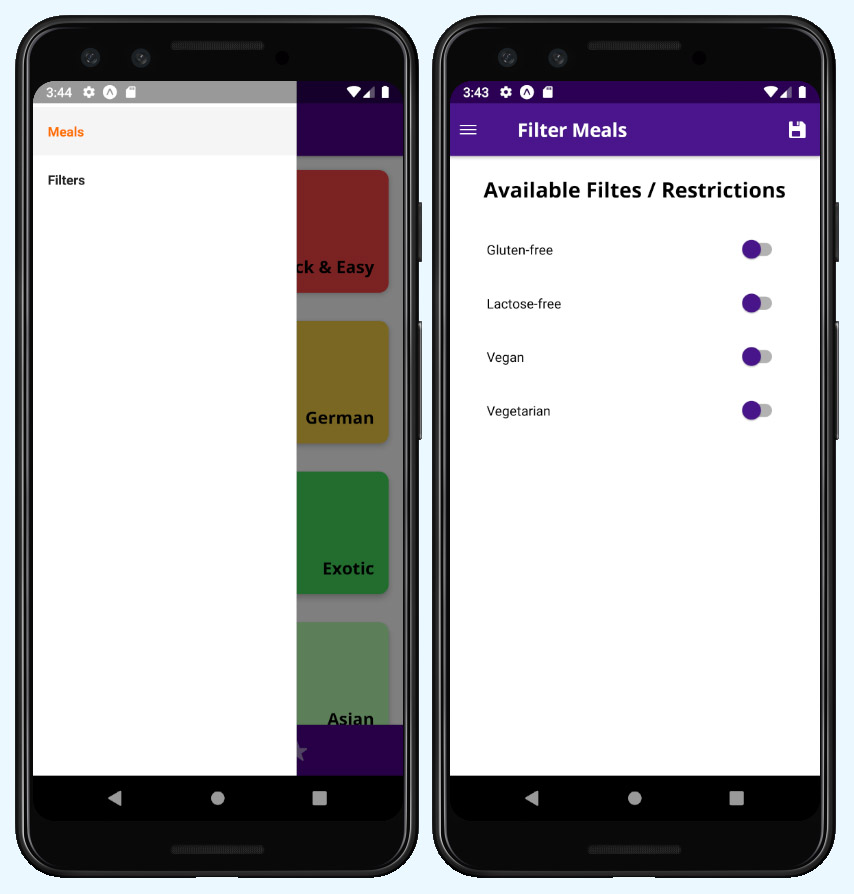 3:44
Meals
Filters
ck & Easy
German
Exotic
Asian
3:43
Filter Meals
Available Filtes / Restrictions
Gluten-free
Lactose-free
Vegan
Vegetarian